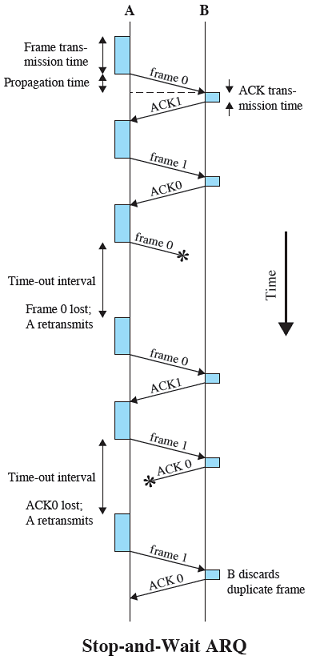 A B
Frame trans-
mission time
Propagation time
frame 0
ACK trans-
mission time
ACK1
frame 1
ACK0
frame 0
Time-out interval
Frame 0 lost;
A retransmits
Time
frame 0
ACK1
frame 1
ACK 0
Time-out interval
ACK0 lost;
A retransmits
frame 1
ACK 0
B discards
duplicate frame
Stop-and-Wait ARQ